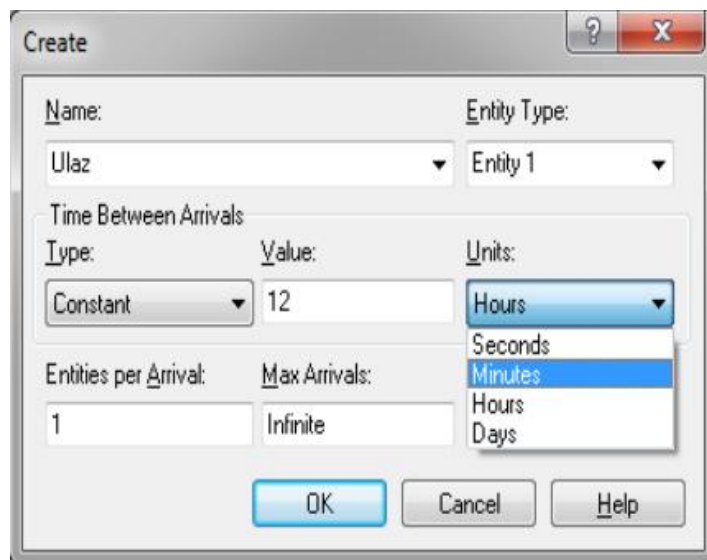 Create
Name: Entity Type:
Ulaz Entity 1
Time Between Arrivals
Type: Value: Units:
Constant 12 Hours
Seconds
Entities per Arrival: Max Arrivals: Minutes
1 Infinite Hours
Days
OK Cancel Help